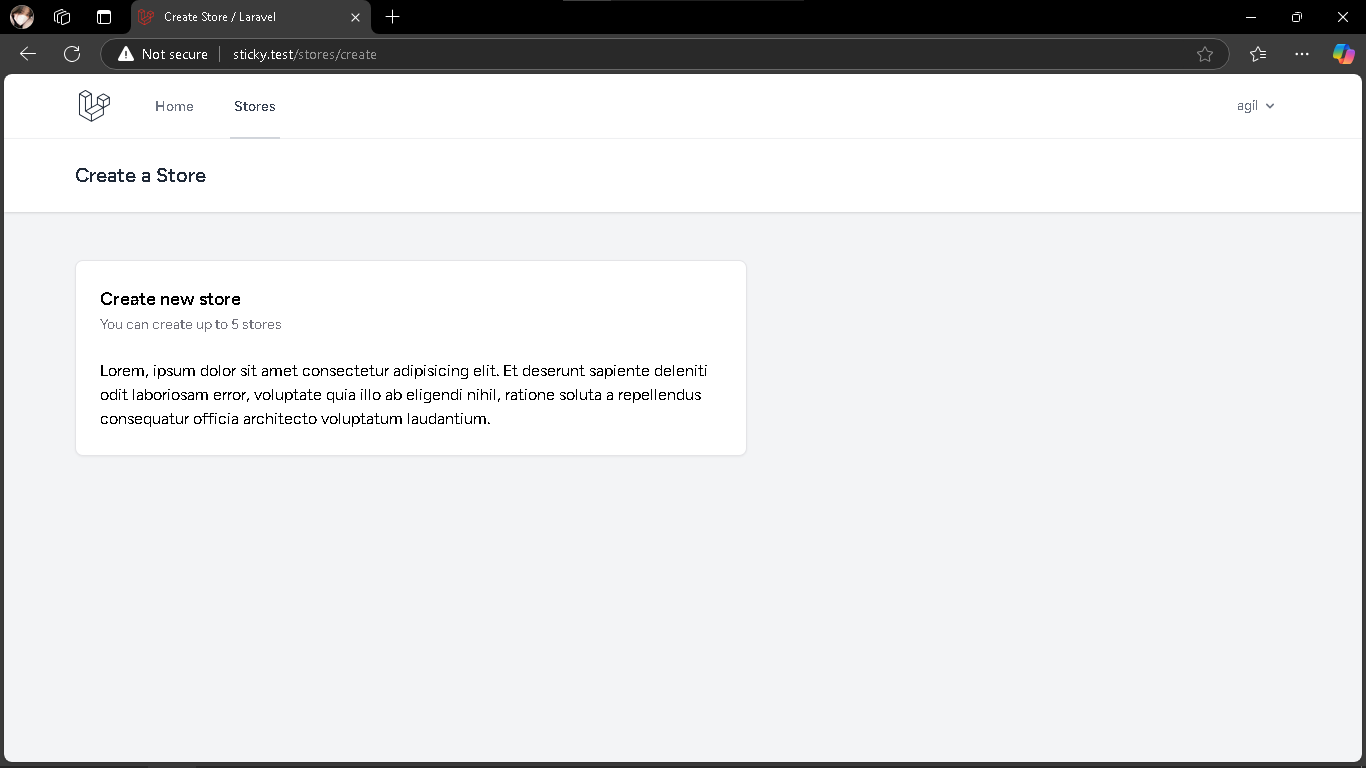 Create Store / Laravel
Not secure
sticky.test/stores/create
Home
Stores
agil
Create a Store
Create new store
You can create up to 5 stores
Lorem, ipsum dolor sit amet consectetur adipisicing elit. Et deserunt sapiente deleniti
odit laboriosam error, voluptate quia illo ab eligendi nihil, ratione soluta a repellendus
consequatur officia architecto voluptatum laudantium.